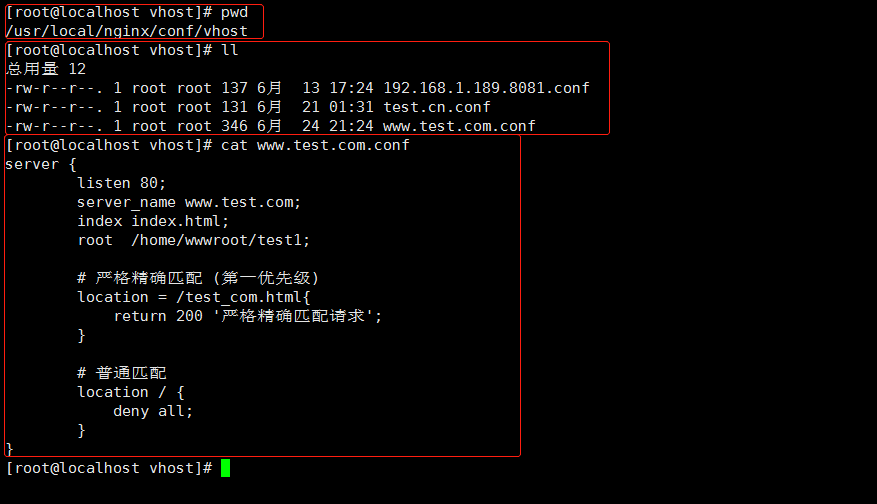 [root@localhost vhost]# pwd
/usr/local/nginx/conf/vhost
[root@localhost vhost]# ll
总用量 12
-rw-r--r--. 1 root root 137 6月  13 17:24 192.168.1.189.8081.conf
-rw-r--r--. 1 root root 131 6月  21 01:31 test.cn.conf
-rw-r--r--. 1 root root 346 6月  24 21:24 www.test.com.conf
[root@localhost vhost]# cat www.test.com.conf
server {
        listen 80;
        server_name www.test.com;
        index index.html;
        root  /home/wwwroot/test1;

        # 严格精确匹配 (第一优先级)
        location = /test_com.html{
            return 200 '严格精确匹配请求';
        }

        # 普通匹配
        location / {
            deny all;
        }
}
[root@localhost vhost]#